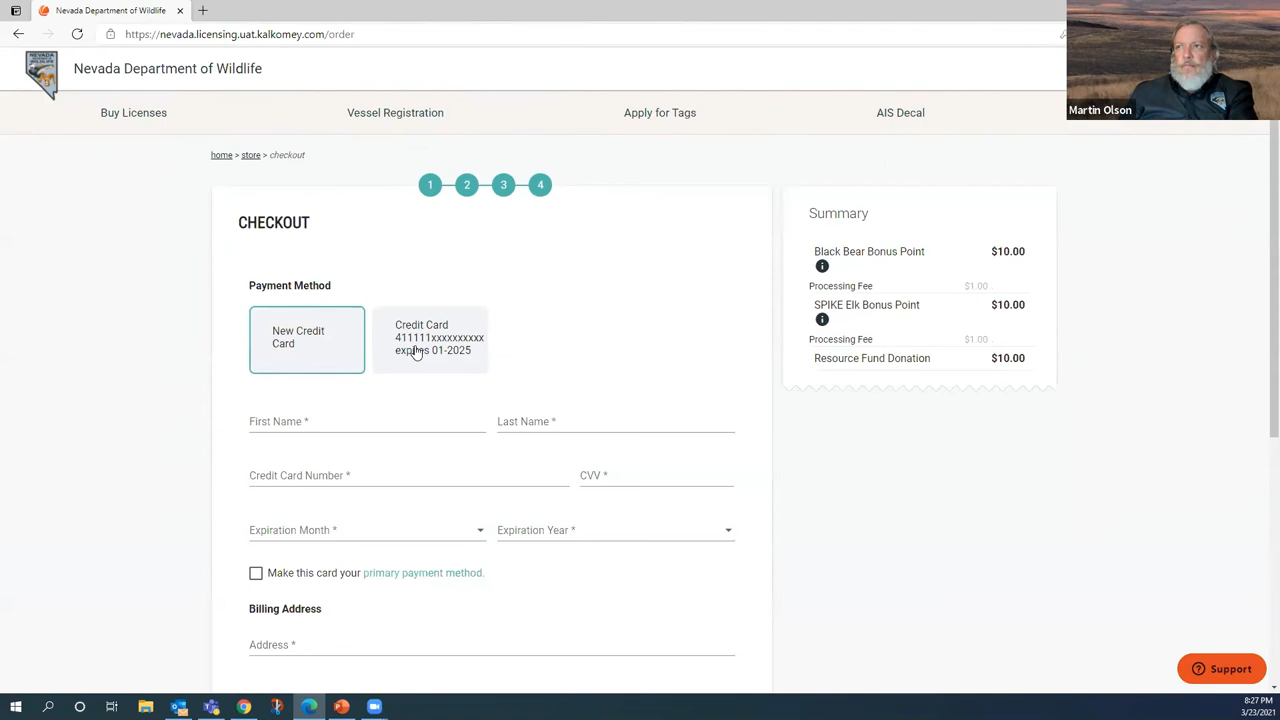 Nevada Department of Wildlife
https://nevada.licensing.uat.kalkomey.com/order
Martin Olson
Nevada Department of Wildlife
Buy Licenses
Vessel Registration
Apply for Tags
AIS Decal
home > store > checkout
1 2 3 4
CHECKOUT
Payment Method
New Credit
Card
Credit Card
411111xxxxxxxxxx
expires 01-2025
First Name *
Last Name *
Credit Card Number *
CVV *
Expiration Month *
Expiration Year *
Make this card your primary payment method.
Billing Address
Address *
Summary
Black Bear Bonus Point $10.00
Processing Fee $1.00
SPIKE Elk Bonus Point $10.00
Processing Fee $1.00
Resource Fund Donation $10.00
Support
8:27 PM
3/23/2021